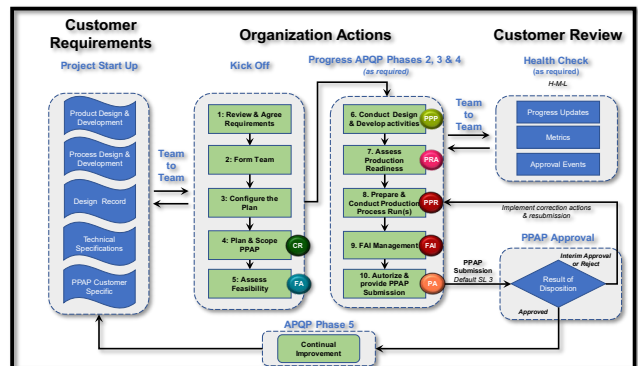 Customer
Requirements
Organization Actions
Customer Review
Project Start Up
Kick Off
Progress APQP Phases 2, 3 & 4
(as required)
Health Check
(as required)
H-M-L
Product Design &
Development
Process Design &
Development
Design Record
Technical
Specifications
PPAP Customer
Specific
Team
to
Team
1: Review & Agree
Requirements
2: Form Team
3: Configure the
Plan
4: Plan & Scope
PPAP
CR
5: Assess
Feasibility
FA
6. Conduct Design
& Develop activities
PPP
7. Assess
Production
Readiness
PRA
8. Prepare &
Conduct Production
Process Run(s)
PPR
9. FAI Management
FAI
10. Autorize &
provide PPAP
Submission
PA
Team
to
Team
Progress Updates
Metrics
Approval Events
Implement correction actions
& resubmission
PPAP Approval
PPAP
Submission
Default SL 3
Interim Approval
or Reject
Result of
Disposition
Approved
APQP Phase 5
Continual
Improvement